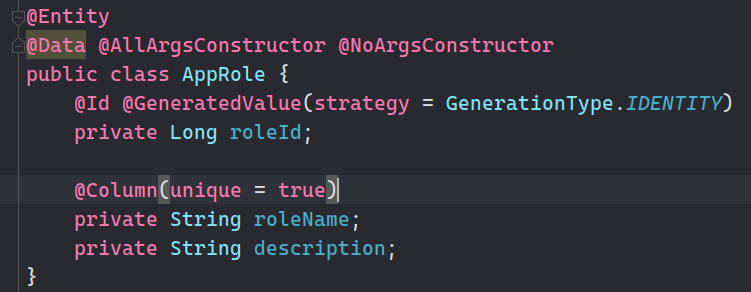 @Entity
@Data @AllArgsConstructor @NoArgsConstructor
public class AppRole {
    @Id @GeneratedValue(strategy = GenerationType.IDENTITY)
    private Long roleId;

    @Column(unique = true)
    private String roleName;
    private String description;
}